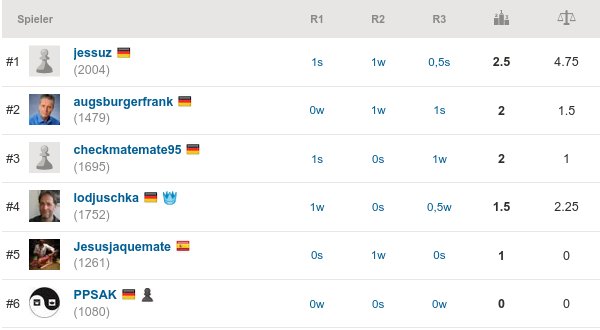 Spieler R1 R2 R3
#1 jessuz 1s 1w 0,5s 2.5 4.75
(2004)
#2 augsburgerfrank 0w 1w 1s 2 1.5
(1479)
#3 checkmatemate95 1s 0s 1w 2 1
(1695)
#4 lodjuschka 1w 0s 0,5w 1.5 2.25
(1752)
#5 Jesusjaquemate 0s 1w 0s 1 0
(1261)
#6 PPSAK 0w 0s 0w 0 0
(1080)